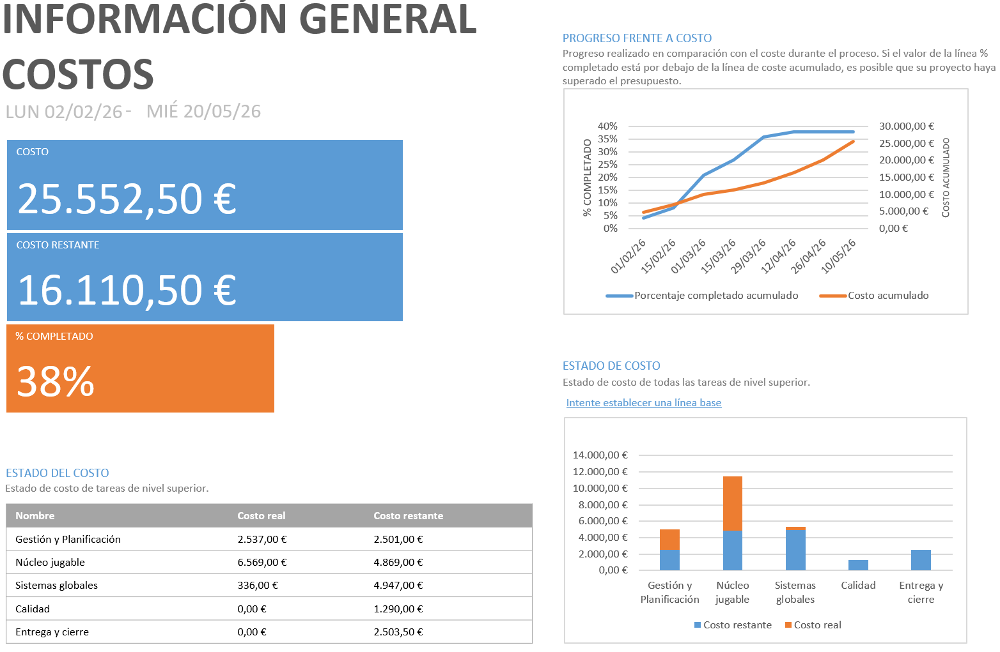 INFORMACIÓN GENERAL
COSTOS
LUN 02/02/26 - MIÉ 20/05/26
COSTO
25.552,50 €
COSTO RESTANTE
16.110,50 €
% COMPLETADO
38%
ESTADO DEL COSTO
Estado de costo de tareas de nivel superior.
Nombre Costo real Costo restante
Gestión y Planificación 2.537,00 € 2.501,00 €
Núcleo jugable 6.569,00 € 4.869,00 €
Sistemas globales 336,00 € 4.947,00 €
Calidad 0,00 € 1.290,00 €
Entrega y cierre 0,00 € 2.503,50 €
PROGRESO FRENTE A COSTO
Progreso realizado en comparación con el coste durante el proceso. Si el valor de la línea %
completado está por debajo de la línea de coste acumulado, es posible que su proyecto haya
superado el presupuesto.
% COMPLETADO
40%
35%
30%
25%
20%
15%
10%
5%
0%
30.000,00 €
25.000,00 €
20.000,00 €
15.000,00 €
10.000,00 €
5.000,00 €
0,00 €
COSTO ACUMULADO
01/02/26
15/02/26
01/03/26
15/03/26
29/03/26
12/04/26
26/04/26
10/05/26
Porcentaje completado acumulado
Costo acumulado
ESTADO DE COSTO
Estado de costo de todas las tareas de nivel superior.
Intente establecer una línea base
14.000,00 €
12.000,00 €
10.000,00 €
8.000,00 €
6.000,00 €
4.000,00 €
2.000,00 €
0,00 €
Gestión y
Planificación
Núcleo
jugable
Sistemas
globales
Calidad
Entrega y
cierre
Costo restante
Costo real